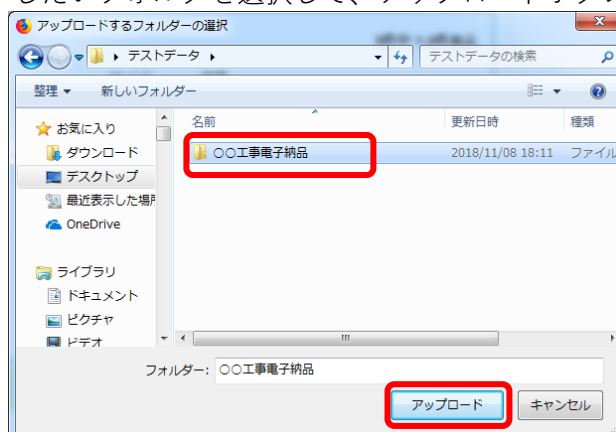 アップロードするフォルダーの選択
テストデータ
テストデータの検索
整理 新しいフォルダー
名前 更新日時 種類
お気に入り
ダウンロード
デスクトップ
最近表示した場所
OneDrive
ライブラリ
ドキュメント
ピクチャ
ビデオ
〇〇工事電子納品 2018/11/08 18:11 ファイル
フォルダー: 〇〇工事電子納品
アップロード キャンセル